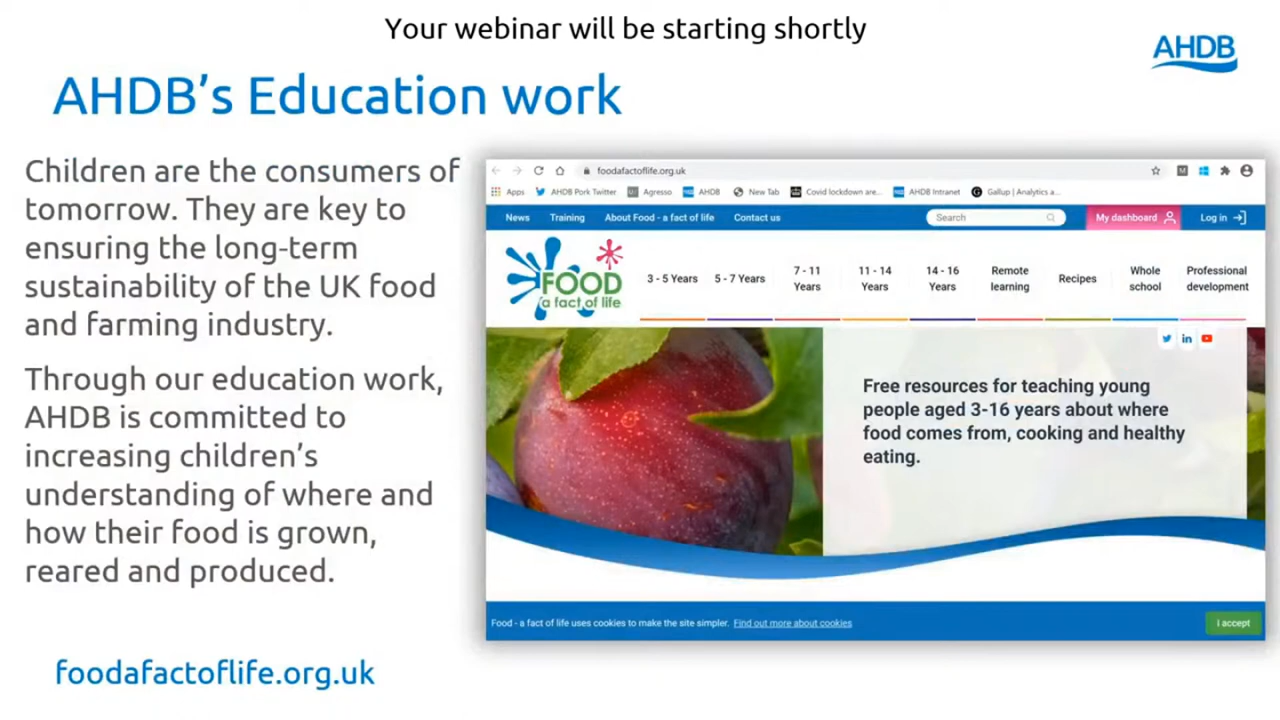 Your webinar will be starting shortly
AHDB
AHDB's Education work
Children are the consumers of
tomorrow. They are key to
ensuring the long-term
sustainability of the UK food
and farming industry.
Through our education work,
AHDB is committed to
increasing children's
understanding of where and
how their food is grown,
reared and produced.
foodafactoflife.org.uk
foodafactoflife.org.uk
Apps AHDB Pork Twitter Agresso AHDB New Tab Covid lockdown are... AHDB Intranet Gallup | Analytics a...
News Training About Food - a fact of life Contact us Search My dashboard Log in
FOOD
a fact of life
3 - 5 Years 5 - 7 Years 7 - 11 Years 11 - 14 Years 14 - 16 Years Remote learning Recipes Whole school Professional development
Free resources for teaching young
people aged 3-16 years about where
food comes from, cooking and healthy
eating.
Food - a fact of life uses cookies to make the site simpler. Find out more about cookies I accept